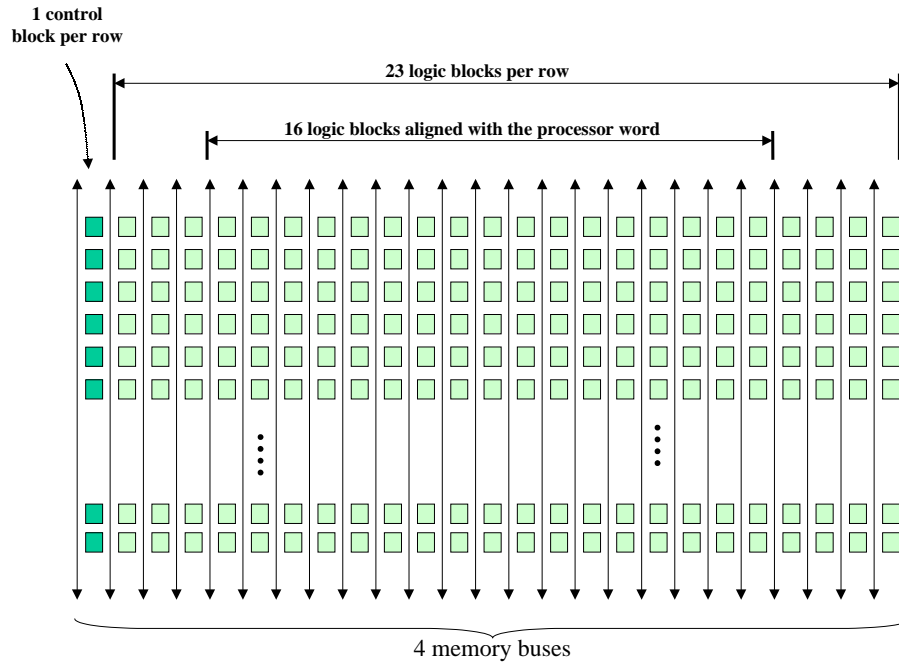 1 control
block per row
23 logic blocks per row
16 logic blocks aligned with the processor word
4 memory buses